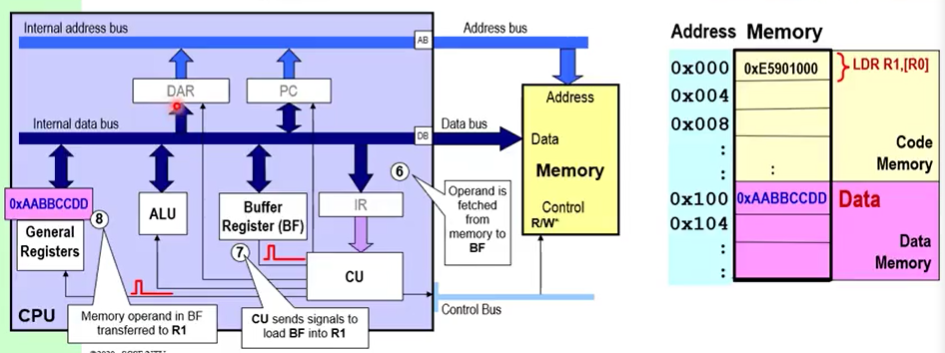 Internal address bus
Address bus
AB
DAR
PC
Internal data bus
DB
Data bus
Address
Data
Memory
Control
R/W*
6
Operand is
fetched
from
memory to
BF
0xAABBCCDD
8
General
Registers
ALU
Buffer
Register (BF)
IR
7
CU
CPU
Memory operand in BF
transferred to R1
CU sends signals to
load BF into R1
Control Bus
Address Memory
0x000 0xE5901000 } LDR R1,[R0]
0x004
0x008
:
: :
Code
Memory
0x100 0xAABBCCDD Data
0x104
:
:
Data
Memory